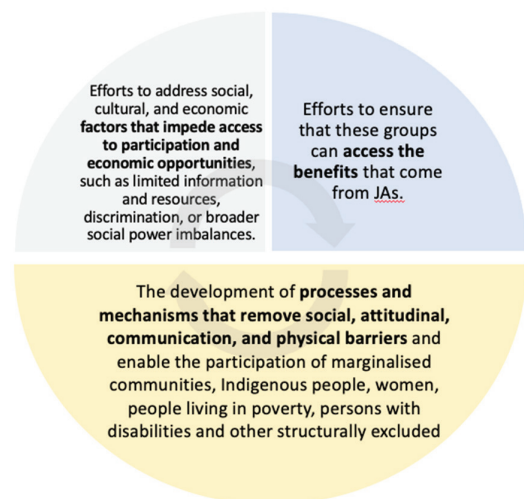 Efforts to address social,
cultural, and economic
factors that impede access
to participation and
economic opportunities,
such as limited information
and resources,
discrimination, or broader
social power imbalances.
Efforts to ensure
that these groups
can access the
benefits that come
from JAs.
The development of processes and
mechanisms that remove social, attitudinal,
communication, and physical barriers and
enable the participation of marginalised
communities, Indigenous people, women,
people living in poverty, persons with
disabilities and other structurally excluded